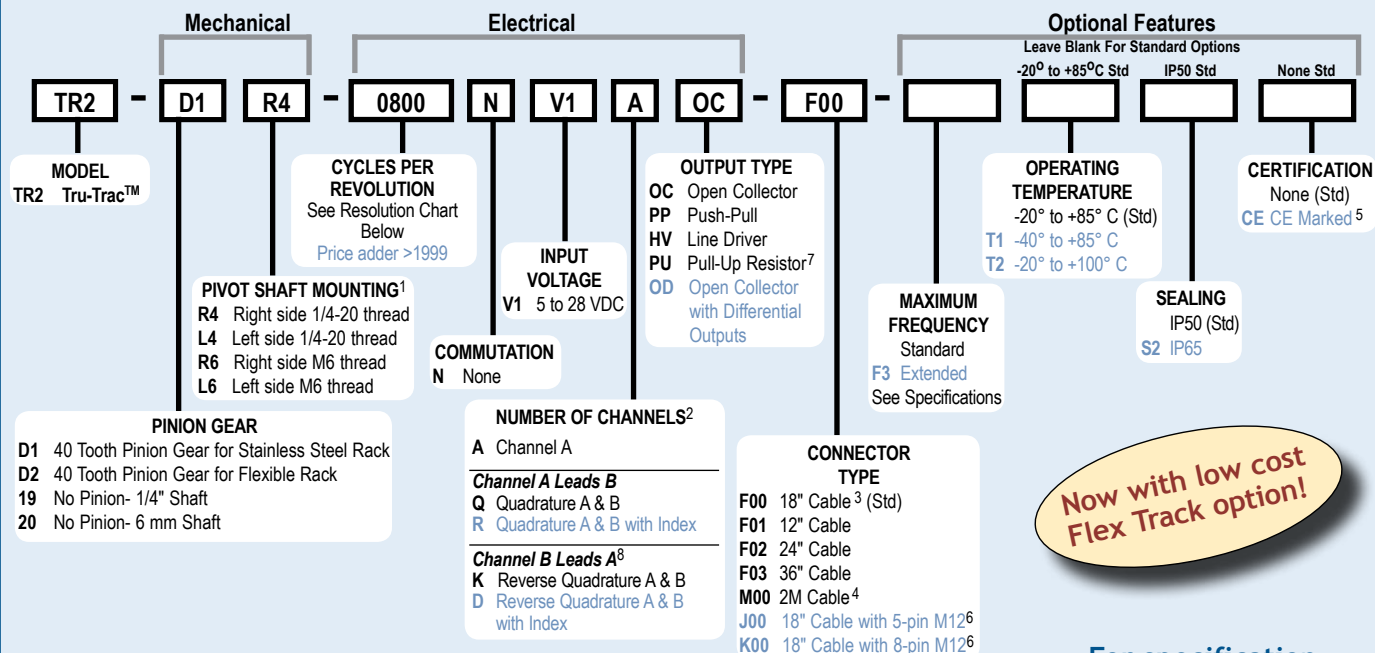 Mechanical
Electrical
Optional Features
Leave Blank For Standard Options
-20° to +85°C Std
IP50 Std
None Std
TR2 - D1 R4 - 0800 N V1 A OC - F00 -
MODEL
TR2 Tru-Trac™
CYCLES PER
REVOLUTION
See Resolution Chart
Below
Price adder >1999
PIVOT SHAFT MOUNTING1
R4 Right side 1/4-20 thread
L4 Left side 1/4-20 thread
R6 Right side M6 thread
L6 Left side M6 thread
PINION GEAR
D1 40 Tooth Pinion Gear for Stainless Steel Rack
D2 40 Tooth Pinion Gear for Flexible Rack
19 No Pinion- 1/4" Shaft
20 No Pinion- 6 mm Shaft
COMMUTATION
N None
INPUT
VOLTAGE
V1 5 to 28 VDC
OUTPUT TYPE
OC Open Collector
PP Push-Pull
HV Line Driver
PU Pull-Up Resistor7
OD Open Collector
with Differential
Outputs
NUMBER OF CHANNELS2
A Channel A
Channel A Leads B
Q Quadrature A & B
R Quadrature A & B with Index
Channel B Leads A8
K Reverse Quadrature A & B
D Reverse Quadrature A & B
with Index
CONNECTOR
TYPE
F00 18" Cable 3 (Std)
F01 12" Cable
F02 24" Cable
F03 36" Cable
M00 2M Cable4
J00 18" Cable with 5-pin M126
K00 18" Cable with 8-pin M126
MAXIMUM
FREQUENCY
Standard
F3 Extended
See Specifications
OPERATING
TEMPERATURE
-20° to +85° C (Std)
T1 -40° to +85° C
T2 -20° to +100° C
SEALING
IP50 (Std)
S2 IP65
CERTIFICATION
None (Std)
CE CE Marked 5
Now with low cost
Flex Track option!
For specification